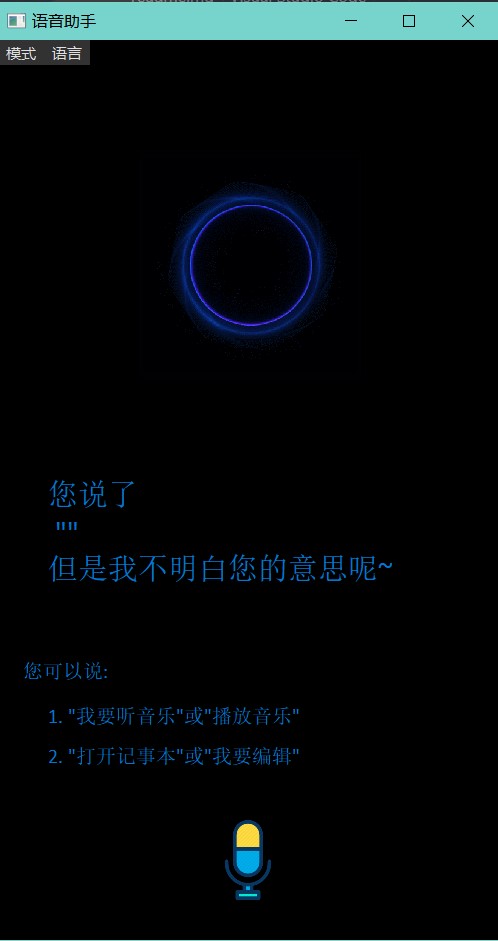 语音助手
模式 语言
您说了
""
但是我不明白您的意思呢~
您可以说:
1. "我要听音乐"或"播放音乐"
2. "打开记事本"或"我要编辑"